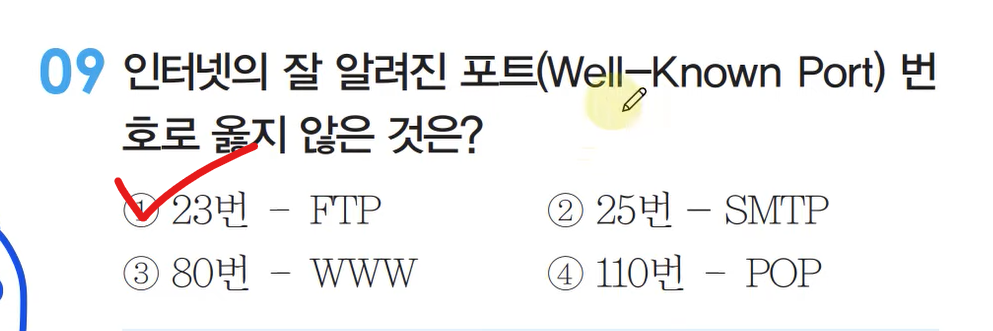 09 인터넷의 잘 알려진 포트(Well-Known Port) 번
호로 옳지 않은 것은?
① 23번 - FTP ② 25번 - SMTP
③ 80번 - WWW ④ 110번 - POP